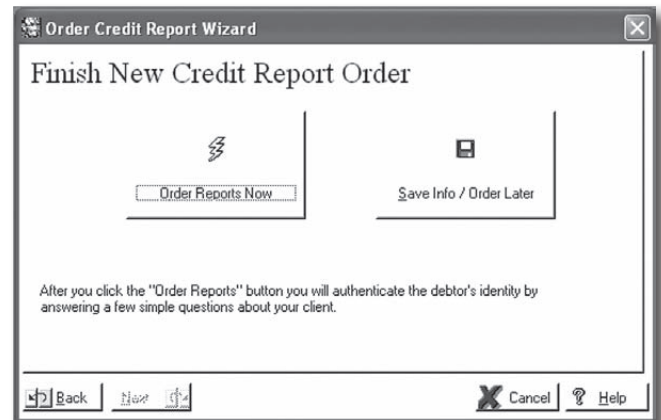 Order Credit Report Wizard
Finish New Credit Report Order
Order Reports Now
Save Info / Order Later
After you click the "Order Reports" button you will authenticate the debtor's identity by
answering a few simple questions about your client.
Back Next Cancel Help